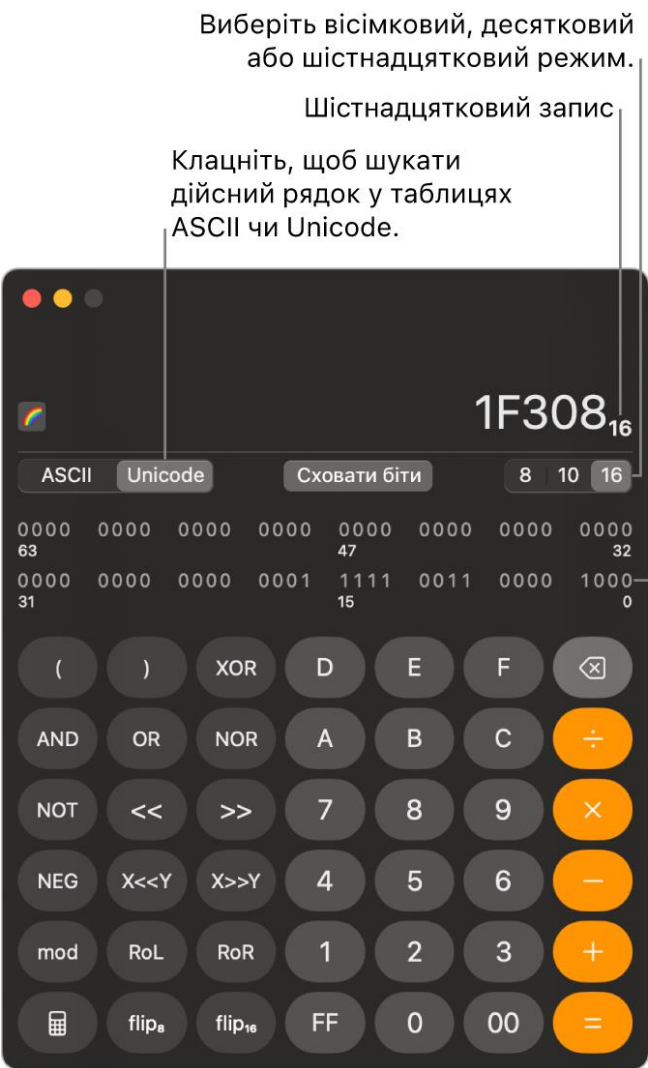 Виберіть вісімковий, десятковий
або шістнадцятковий режим.
Шістнадцятковий запис
Клацніть, щоб шукати
дійсний рядок у таблицях
ASCII чи Unicode.
1F308₁₆
ASCII Unicode Сховати біти 8 10 16
0000 0000 0000 0000 0000 0000 0000 0000
63 47 32
0000 0000 0000 0001 1111 0011 0000 1000
31 15 0
( ) XOR D E F
AND OR NOR A B C ÷
NOT << >> 7 8 9 ×
NEG X<<Y X>>Y 4 5 6 −
mod RoL RoR 1 2 3 +
flip₈ flip₁₆ FF 0 00 =